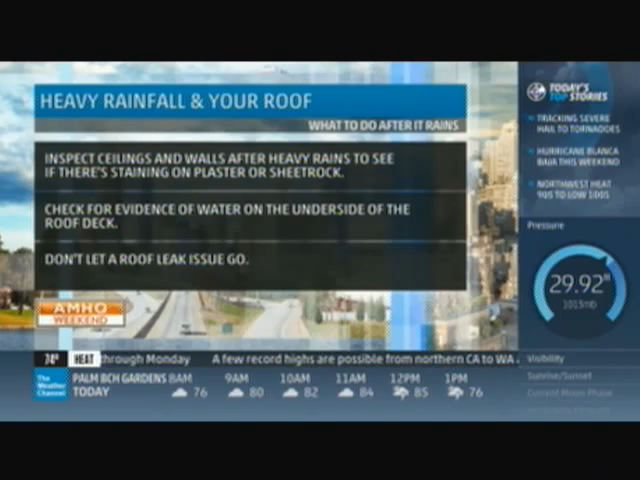 HEAVY RAINFALL & YOUR ROOF
WHAT TO DO AFTER IT RAINS
INSPECT CEILINGS AND WALLS AFTER HEAVY RAINS TO SEE
IF THERE'S STAINING ON PLASTER OR SHEETROCK.
CHECK FOR EVIDENCE OF WATER ON THE UNDERSIDE OF THE
ROOF DECK.
DON'T LET A ROOF LEAK ISSUE GO.
AMHQ
WEEKEND
TODAY'S
TOP STORIES
TRACKING SEVERE
HAIL TO TORNADOES
HURRICANE BLANCA
BAJA THIS WEEKEND
NORTHWEST HEAT
90S TO LOW 100S
Pressure
29.92"
1013mb
Visibility
Sunrise/Sunset
Current Moon Phase
74° HEAT through Monday A few record highs are possible from northern CA to WA
The
Weather
Channel
PALM BCH GARDENS 8AM 9AM 10AM 11AM 12PM 1PM
TODAY 76 80 82 84 85 76